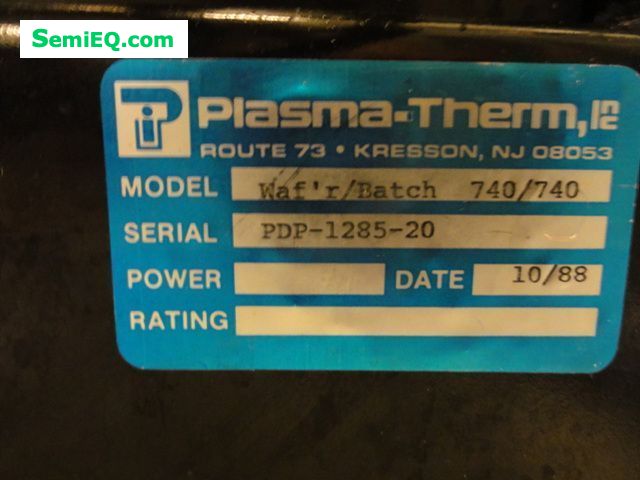 SemiEQ.com
Plasma-Therm, Inc
ROUTE 73 • KRESSON, NJ 08053
MODEL Waf'r/Batch 740/740
SERIAL PDP-1285-20
POWER DATE 10/88
RATING